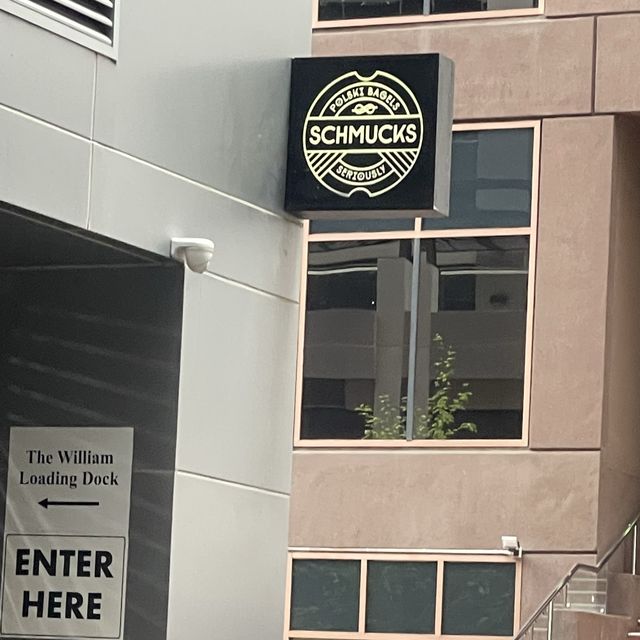 POLSKI BAGELS
SCHMUCKS
SERIOUSLY
The William
Loading Dock
ENTER
HERE